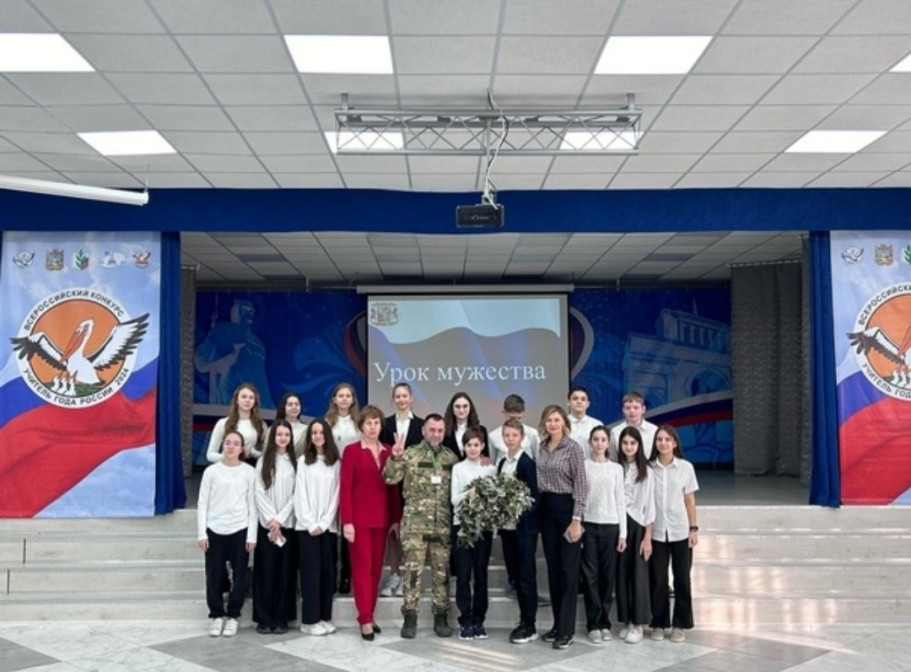 ВСЕРОССИЙСКИЙ КОНКУРС
УЧИТЕЛЬ ГОДА РОССИИ 2024
Урок мужества